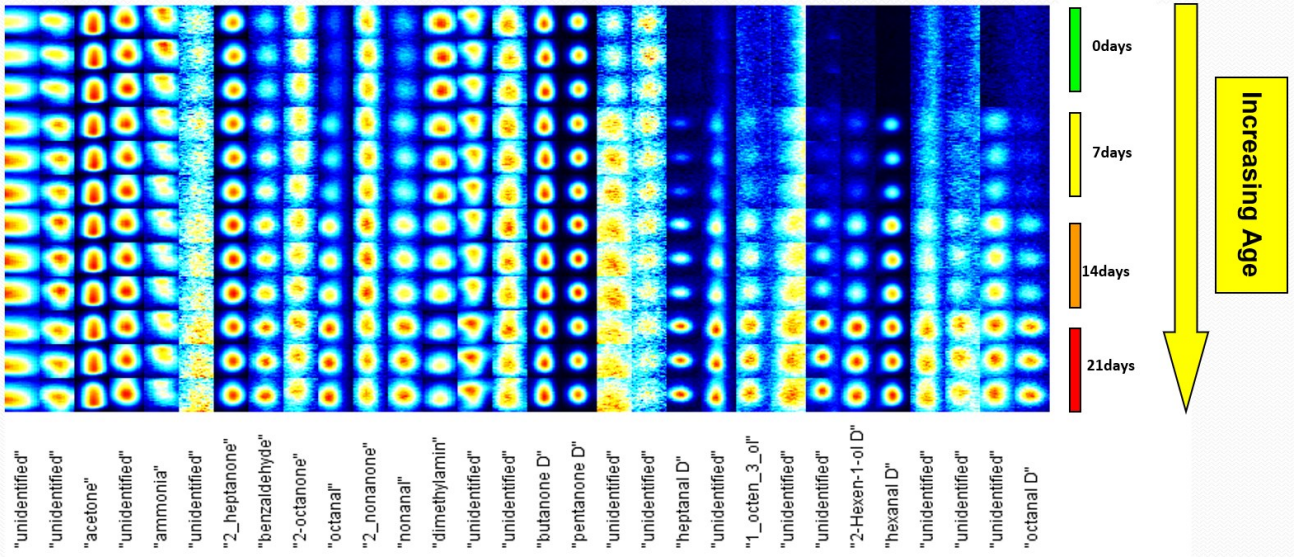 0days
7days
14days
21days
Increasing Age
"unidentified"
"unidentified"
"acetone"
"unidentified"
"ammonia"
"unidentified"
"2_heptanone"
"benzaldehyde"
"2-octanone"
"octanal"
"2_nonanone"
"nonanal"
"dimethylamin"
"unidentified"
"unidentified"
"butanone D"
"pentanone D"
"unidentified"
"unidentified"
"heptanal D"
"unidentified"
"1_octen_3_ol"
"unidentified"
"unidentified"
"2-Hexen-1-ol D"
"hexanal D"
"unidentified"
"unidentified"
"unidentified"
"octanal D"